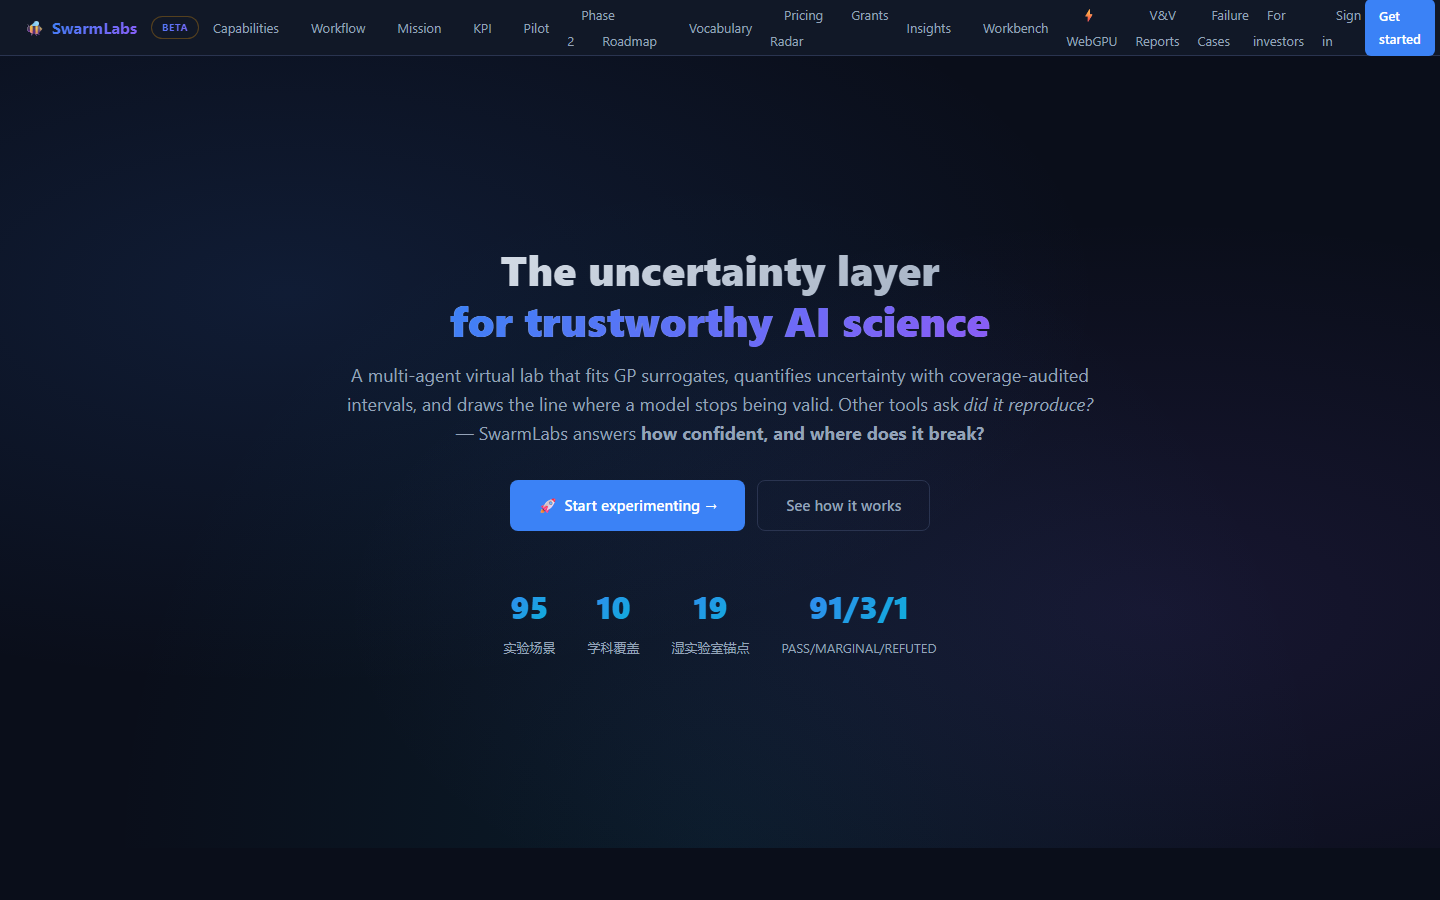 SwarmLabs
BETA
Capabilities
Workflow
Mission
KPI
Pilot
Phase
2
Roadmap
Vocabulary
Pricing
Radar
Grants
Insights
Workbench
WebGPU
V&V
Reports
Failure
Cases
For
investors
Sign
in
Get
started
The uncertainty layer
for trustworthy AI science
A multi-agent virtual lab that fits GP surrogates, quantifies uncertainty with coverage-audited
intervals, and draws the line where a model stops being valid. Other tools ask did it reproduce?
— SwarmLabs answers how confident, and where does it break?
🚀 Start experimenting →
See how it works
95
实验场景
10
学科覆盖
19
湿实验室锚点
91/3/1
PASS/MARGINAL/REFUTED